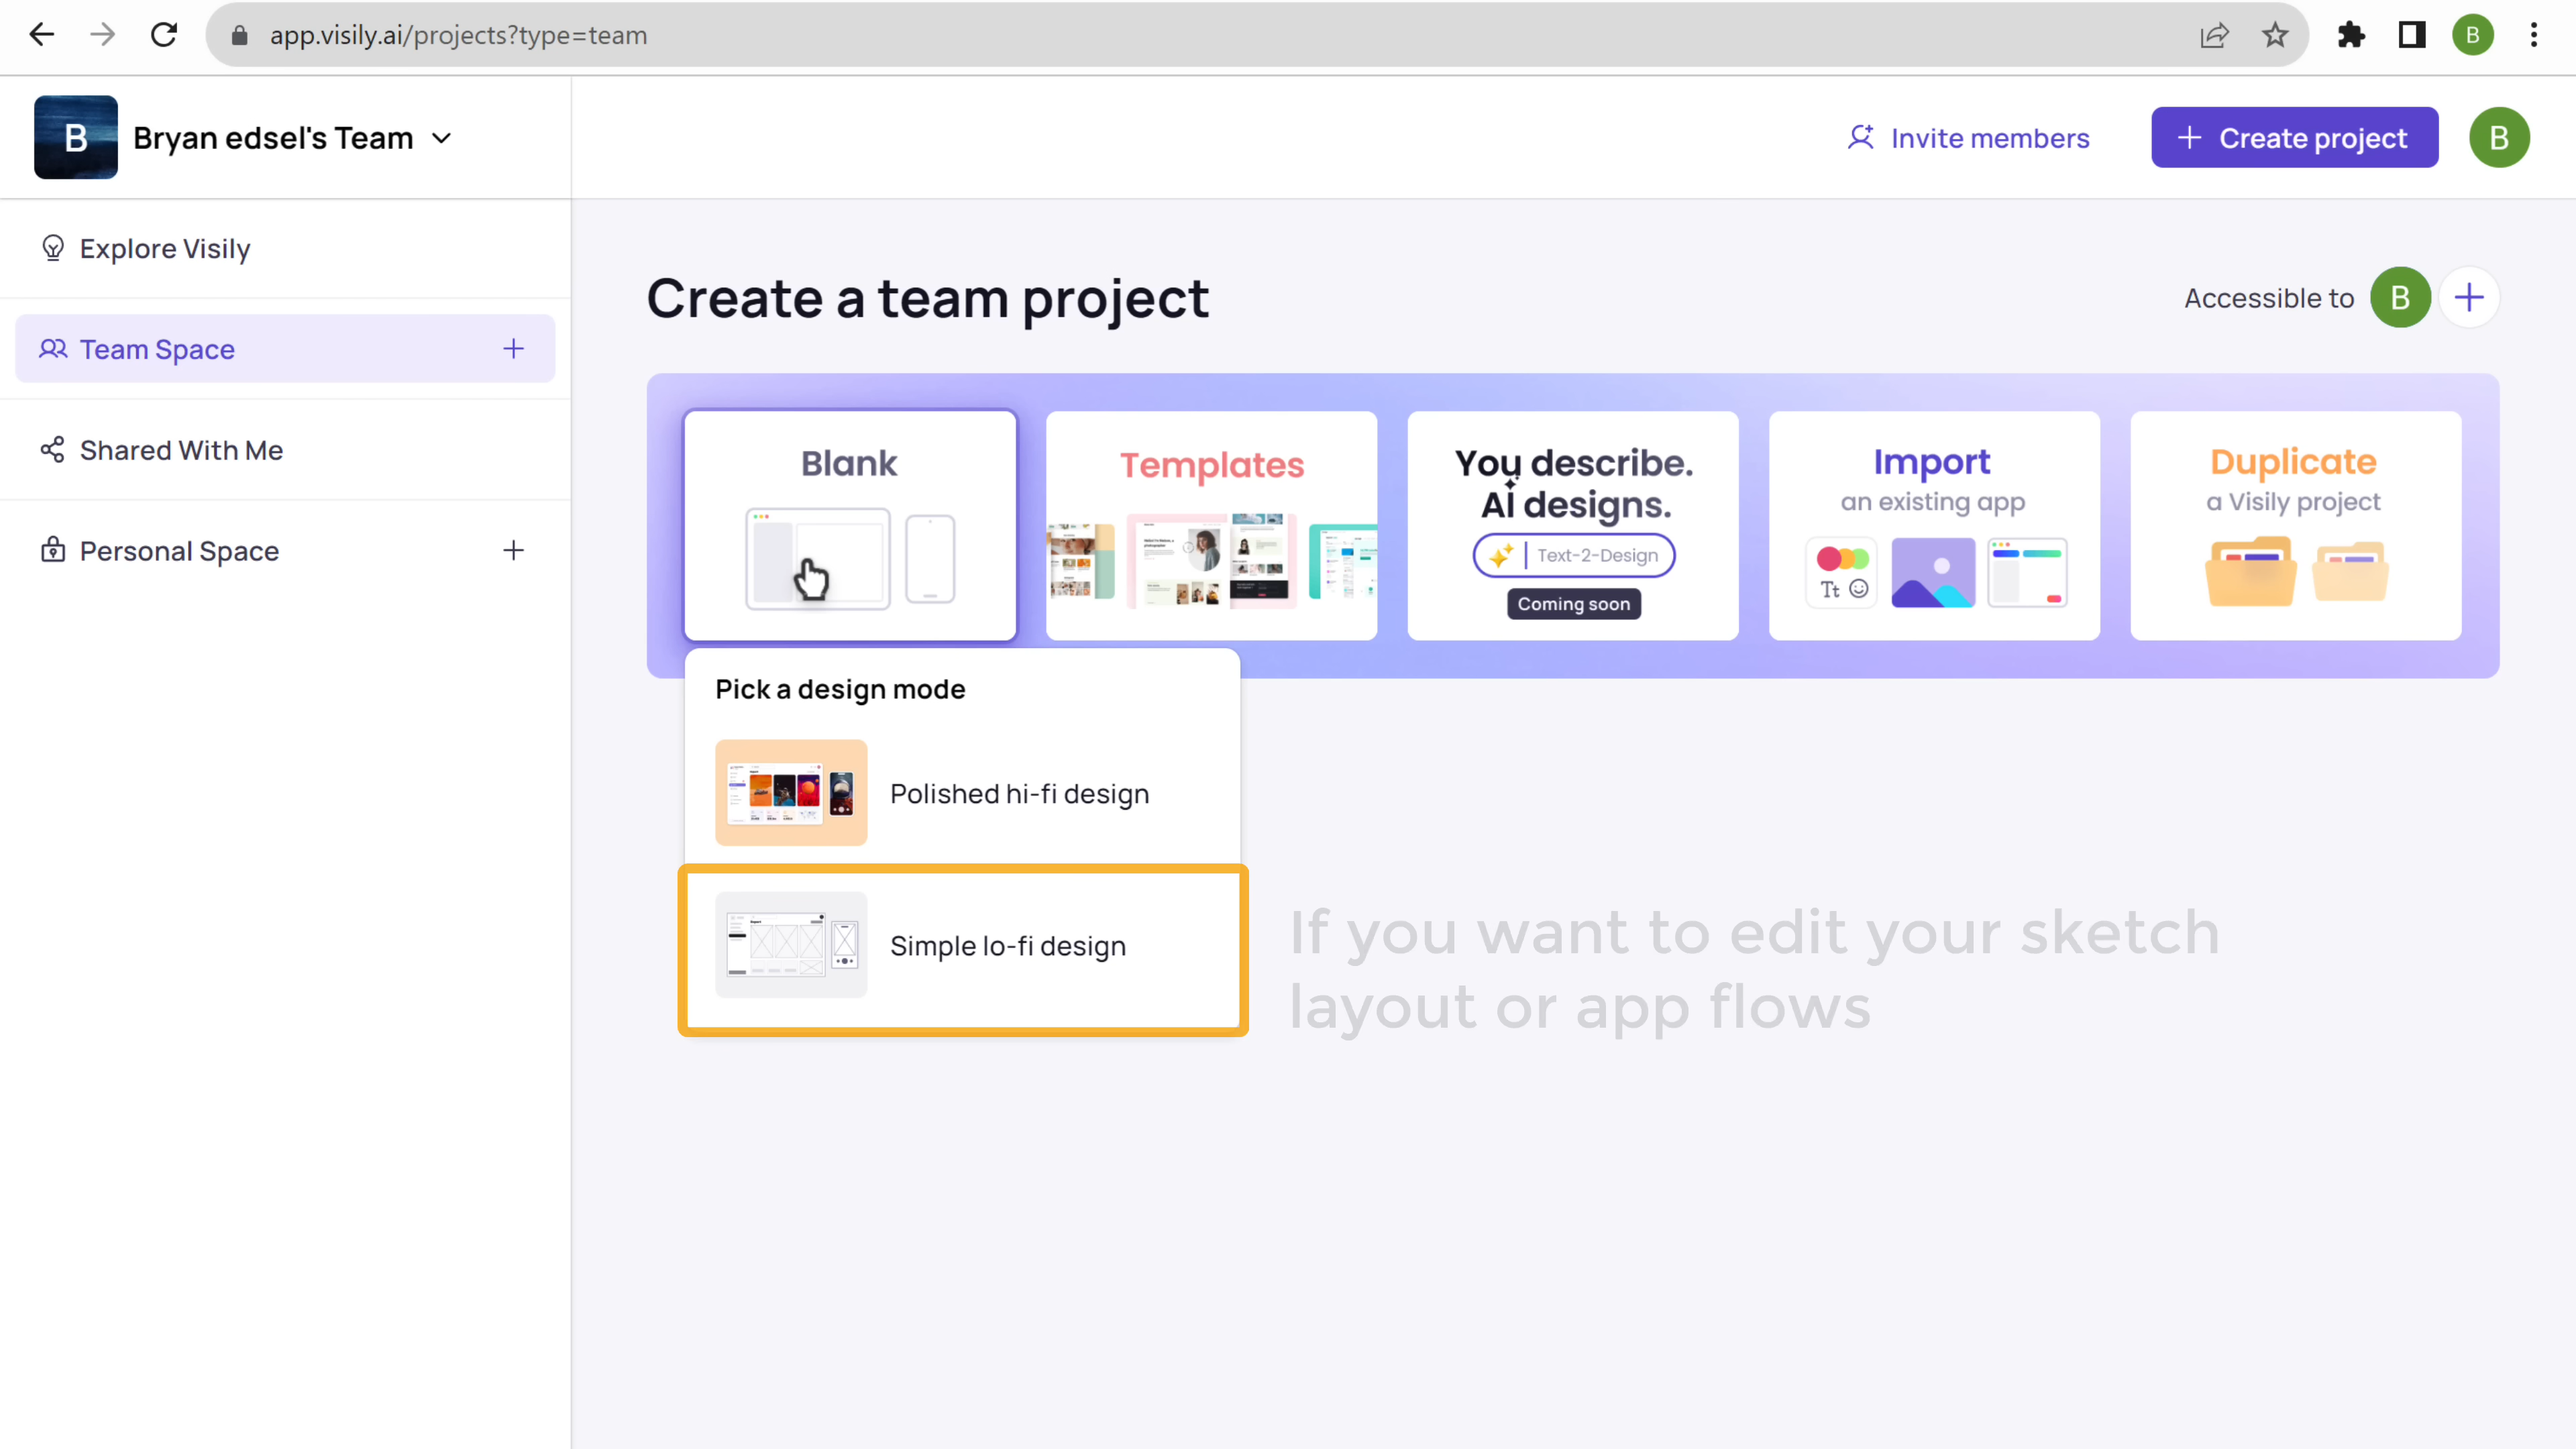 app.visily.ai/projects?type=team
B
B
Bryan edsel's Team
Invite members
Create project
B
Explore Visily
Team Space
Shared With Me
Personal Space
Create a team project
Accessible to
B
Blank
Templates
You describe.
AI designs.
Text-2-Design
Coming soon
Import
an existing app
Tt
Duplicate
a Visily project
Pick a design mode
Polished hi-fi design
Simple lo-fi design
If you want to edit your sketch
layout or app flows